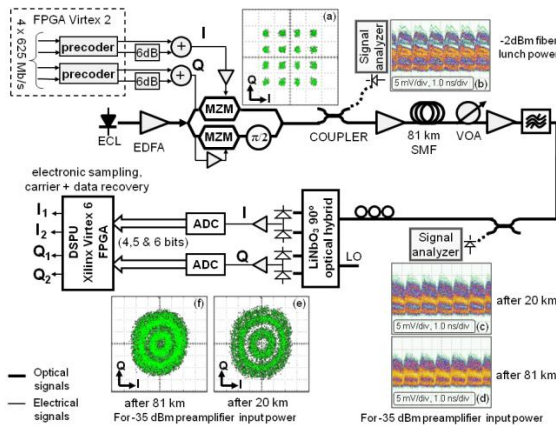 FPGA Virtex 2
4 x 625 Mb/s
precoder
6dB
+
I
precoder
6dB
+
Q
(a)
Q
I
Signal
analyzer
(b)
5 mV/div, 1.0 ns/div
-2dBm fiber
lunch power
MZM
MZM
π/2
ECL
EDFA
COUPLER
81 km
SMF
VOA
electronic sampling,
carrier + data recovery
I1
I2
Q1
Q2
DSPU
Xilinx Virtex 6
FPGA
(4,5 & 6 bits)
ADC
ADC
I
Q
LiNbO3 90°
optical hybrid
LO
Signal
analyzer
5 mV/div, 1.0 ns/div
(c)
after 20 km
5 mV/div, 1.0 ns/div
(d)
after 81 km
For -35 dBm preamplifier input power
(f)
Q
I
after 81 km
(e)
Q
I
after 20 km
For -35 dBm preamplifier input power
Optical
signals
Electrical
signals